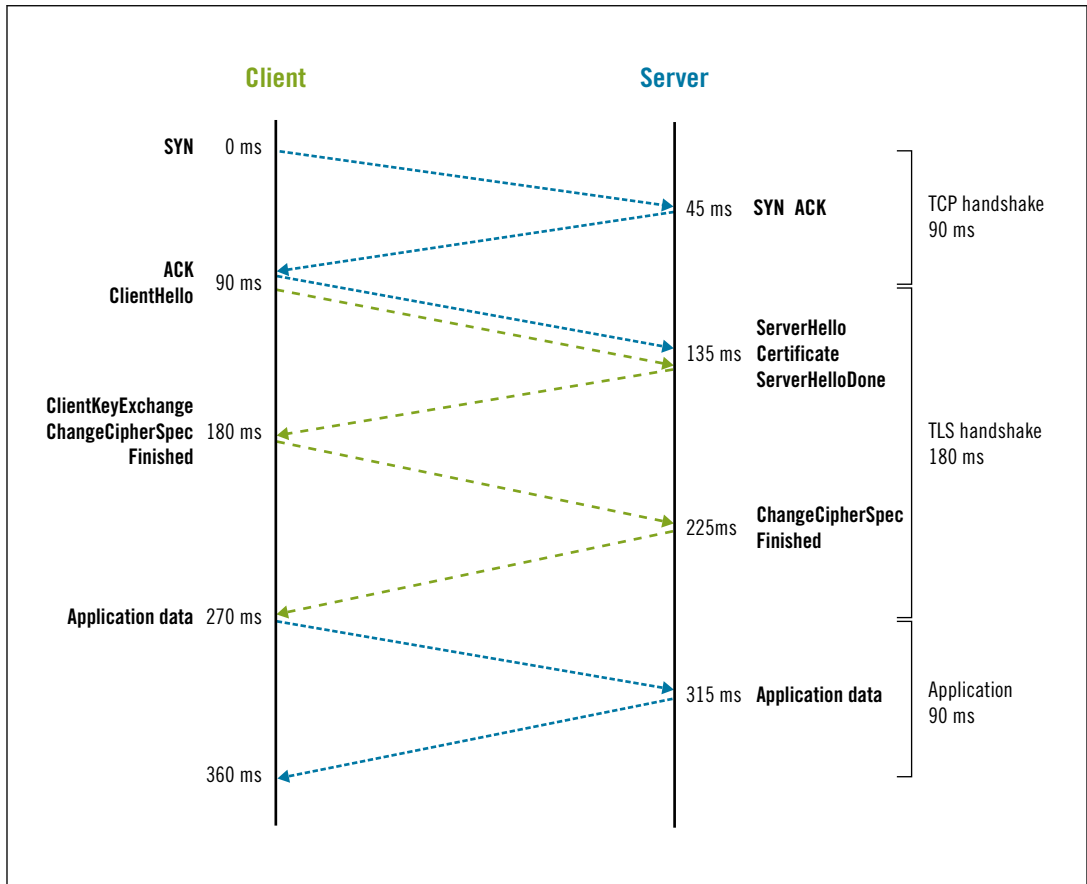 Client
Server
SYN
0 ms
45 ms
SYN ACK
TCP handshake
90 ms
ACK
ClientHello
90 ms
135 ms
ServerHello
Certificate
ServerHelloDone
ClientKeyExchange
ChangeCipherSpec
Finished
180 ms
TLS handshake
180 ms
225ms
ChangeCipherSpec
Finished
Application data
270 ms
315 ms
Application data
Application
90 ms
360 ms